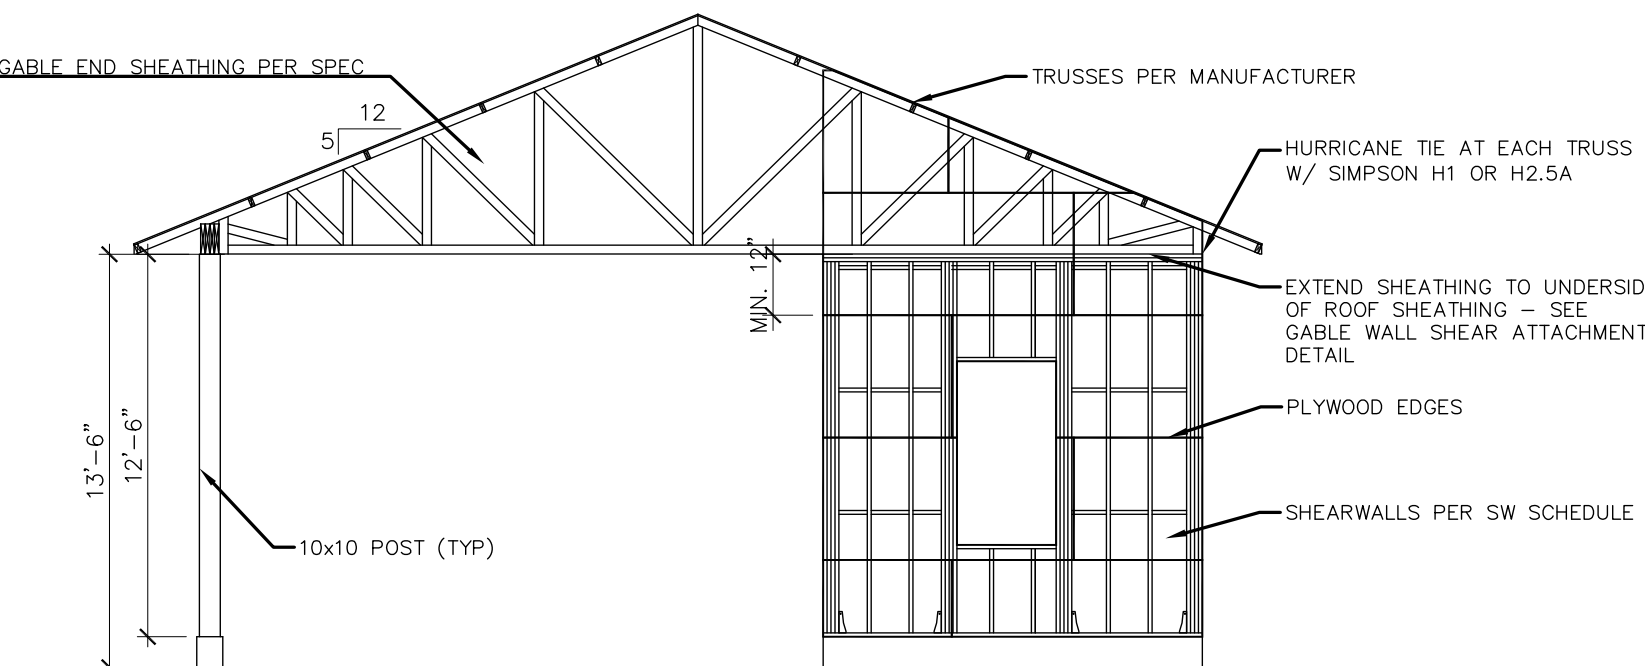 GABLE END SHEATHING PER SPEC
TRUSSES PER MANUFACTURER
12
5
HURRICANE TIE AT EACH TRUSS
W/ SIMPSON H1 OR H2.5A
MIN. 12"
EXTEND SHEATHING TO UNDERSID
OF ROOF SHEATHING – SEE
GABLE WALL SHEAR ATTACHMENT
DETAIL
PLYWOOD EDGES
13'-6"
12'-6"
SHEARWALLS PER SW SCHEDULE
10x10 POST (TYP)